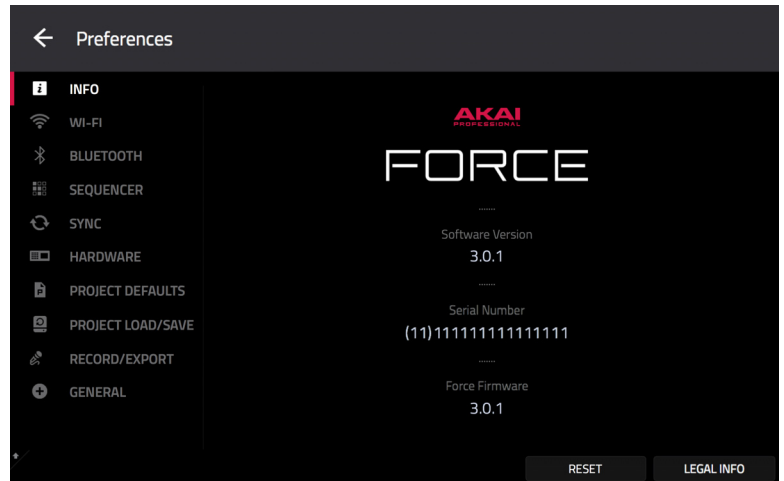 Preferences
INFO
WI-FI
BLUETOOTH
SEQUENCER
SYNC
HARDWARE
PROJECT DEFAULTS
PROJECT LOAD/SAVE
RECORD/EXPORT
GENERAL
AKAI
PROFESSIONAL
FORCE
Software Version
3.0.1
Serial Number
(11)111111111111111
Force Firmware
3.0.1
RESET
LEGAL INFO